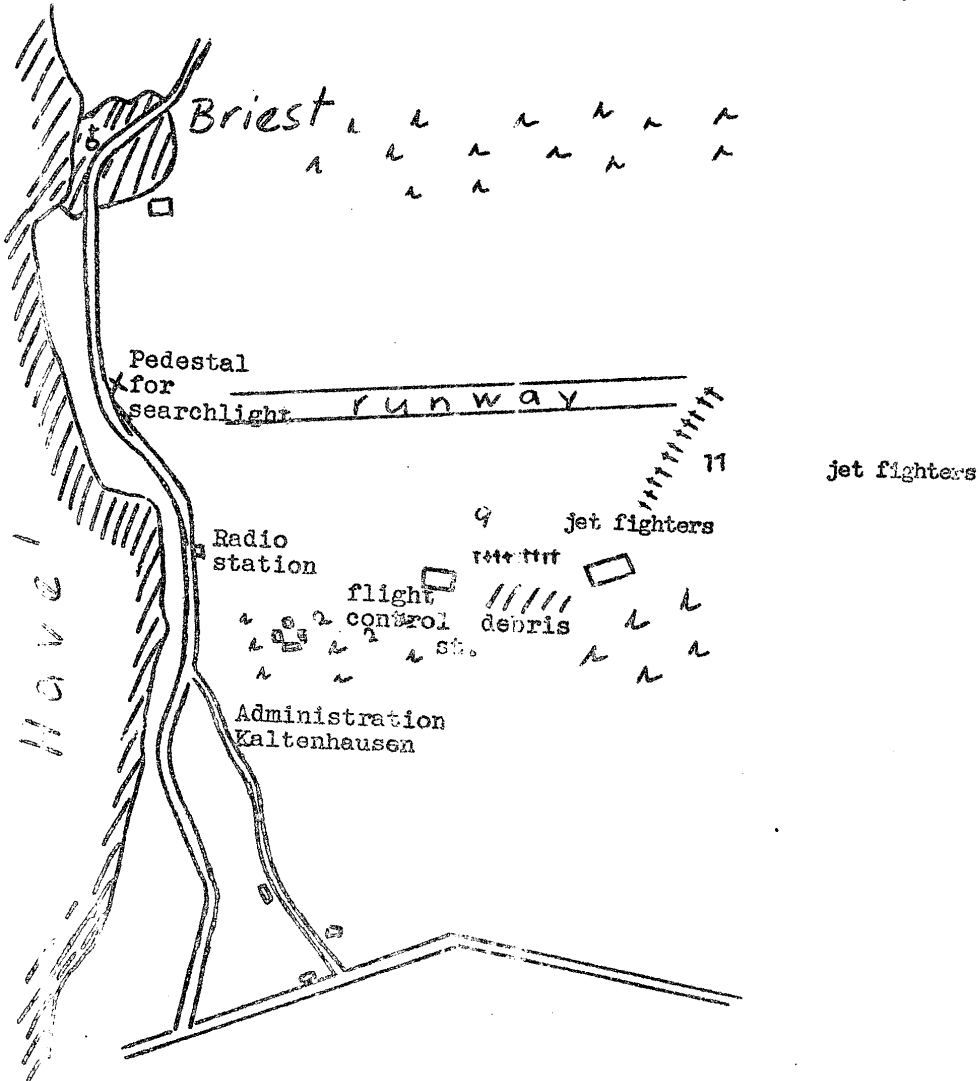 Briest
Pedestal
for
searchlight
runway
11
jet fighters
9
jet fighters
Radio
station
flight
control
st.
debris
Havel
Administration
Kaltenhausen